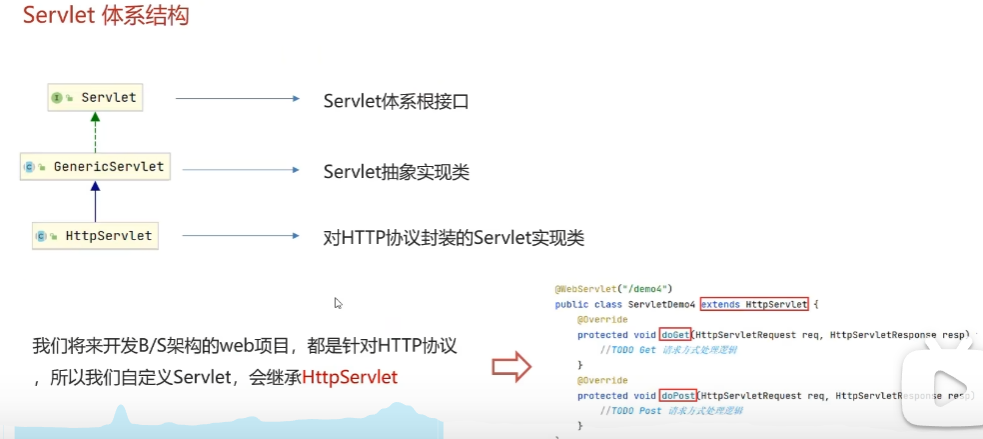 Servlet 体系结构
Servlet
Servlet体系根接口
GenericServlet
Servlet抽象实现类
HttpServlet
对HTTP协议封装的Servlet实现类
我们将来开发B/S架构的web项目，都是针对HTTP协议
，所以我们自定义Servlet，会继承HttpServlet
@WebServlet("/demo4")
public class ServletDemo4 extends HttpServlet {
@Override
protected void doGet(HttpServletRequest req, HttpServletResponse resp)
//TODO Get 请求方式处理逻辑
}
@Override
protected void doPost(HttpServletRequest req, HttpServletResponse resp)
//TODO Post 请求方式处理逻辑
}